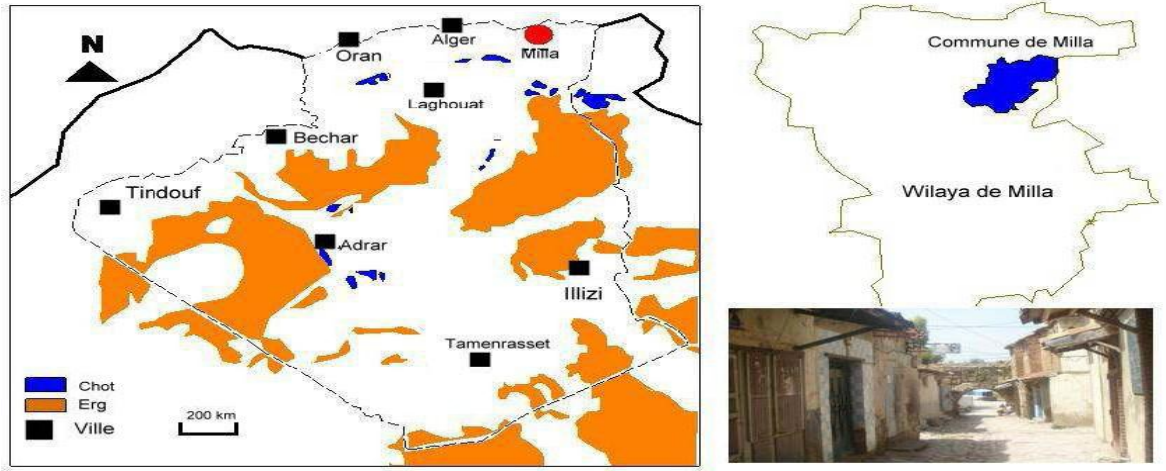 N
Oran
Alger
Milla
Laghouat
Bechar
Tindouf
Adrar
Illizi
Tamenrasset
Chot
Erg
Ville
200 km
Commune de Milla
Wilaya de Milla